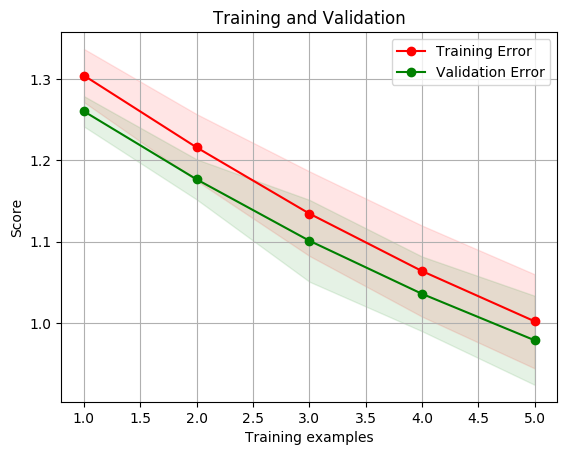 Training and Validation
Training Error
Validation Error
1.3
1.2
1.1
1.0
Score
1.0 1.5 2.0 2.5 3.0 3.5 4.0 4.5 5.0
Training examples